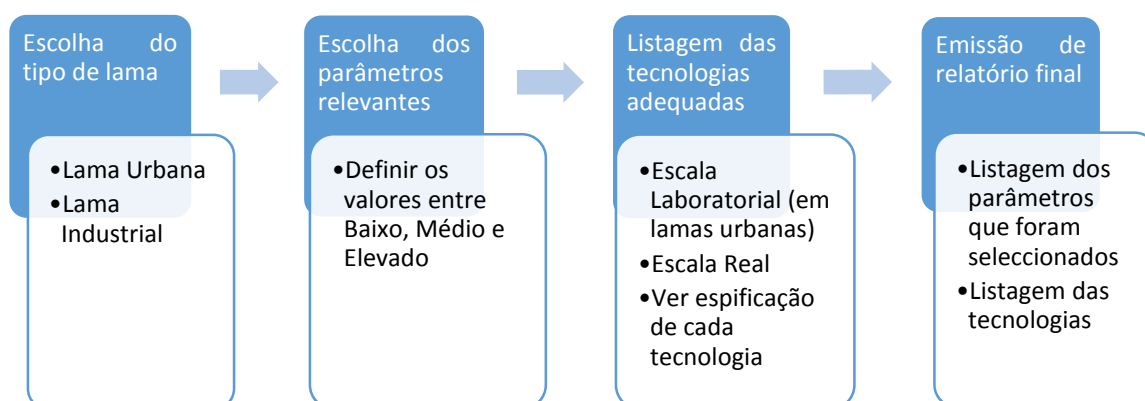 Escolha do
tipo de lama
•Lama Urbana
•Lama
Industrial
Escolha dos
parâmetros
relevantes
•Definir os
valores entre
Baixo, Médio e
Elevado
Listagem das
tecnologias
adequadas
•Escala
Laboratorial (em
lamas urbanas)
•Escala Real
•Ver espificação
de cada
tecnologia
Emissão de
relatório final
•Listagem dos
parâmetros
que foram
seleccionados
•Listagem das
tecnologias